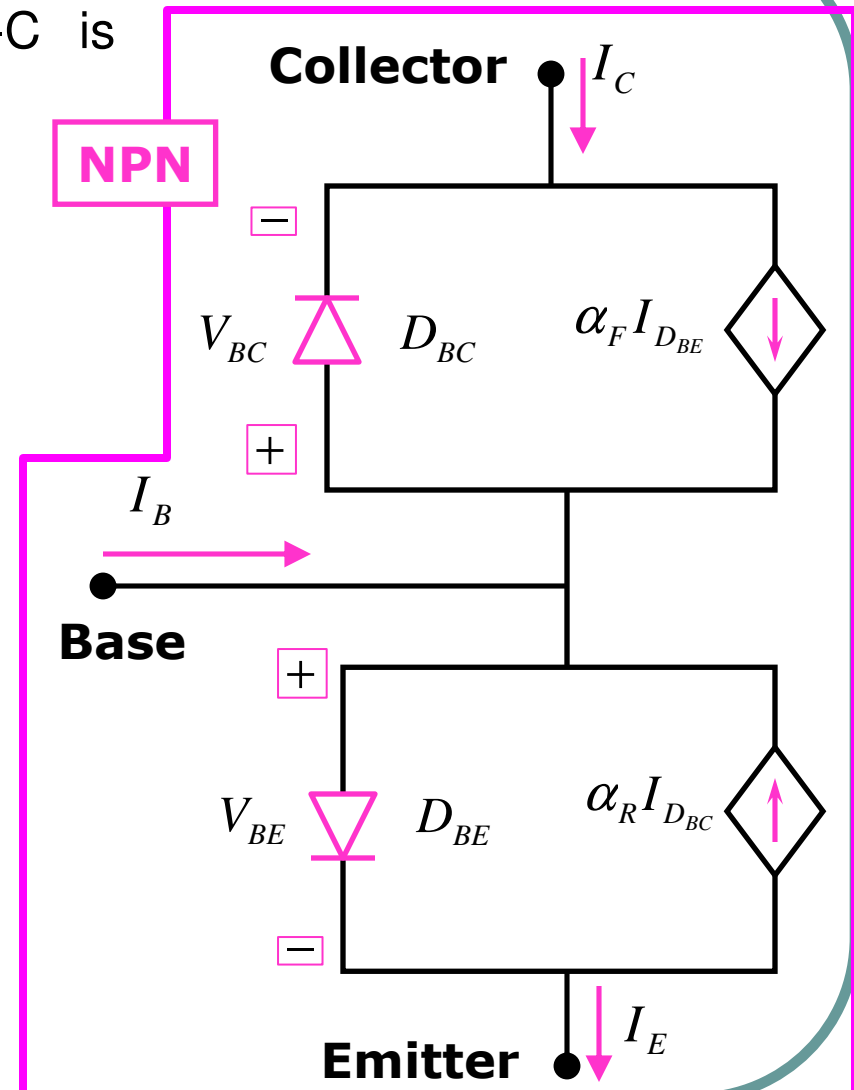 -C is
Collector
I_C
NPN
−
V_BC
D_BC
α_F I_D_BE
+
I_B
Base
+
V_BE
D_BE
α_R I_D_BC
−
I_E
Emitter